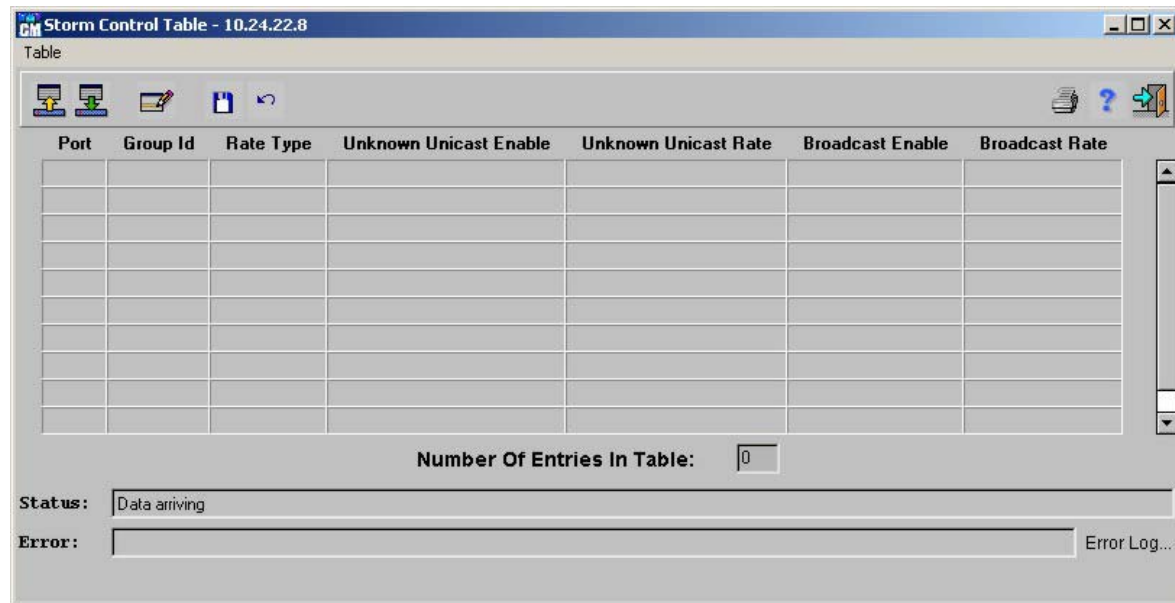 CM Storm Control Table - 10.24.22.8
Table
?
Port Group Id Rate Type Unknown Unicast Enable Unknown Unicast Rate Broadcast Enable Broadcast Rate
Number Of Entries In Table: 0
Status: Data arriving
Error: Error Log...